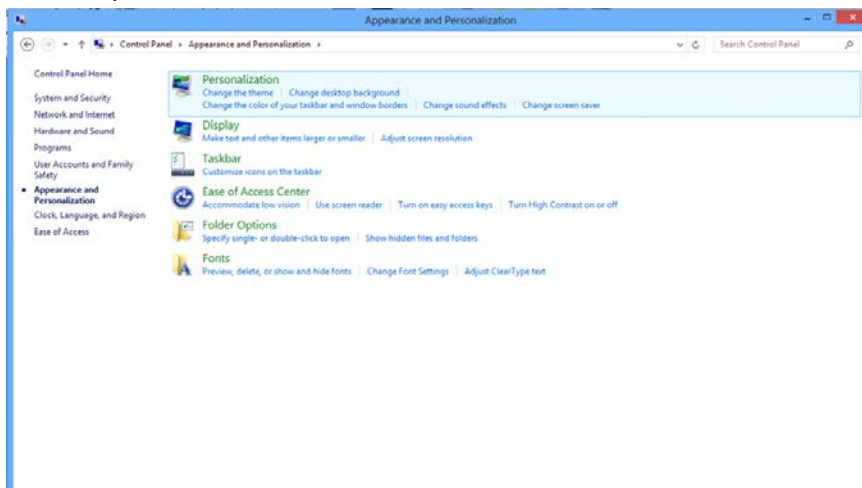 Appearance and Personalization
Control Panel › Appearance and Personalization ›
Search Control Panel
Control Panel Home
System and Security
Network and Internet
Hardware and Sound
Programs
User Accounts and Family
Safety
Appearance and
Personalization
Clock, Language, and Region
Ease of Access
Personalization
Change the theme | Change desktop background |
Change the color of your taskbar and window borders | Change sound effects | Change screen saver
Display
Make text and other items larger or smaller | Adjust screen resolution
Taskbar
Customize icons on the taskbar
Ease of Access Center
Accommodate low vision | Use screen reader | Turn on easy access keys | Turn High Contrast on or off
Folder Options
Specify single- or double-click to open | Show hidden files and folders
Fonts
Preview, delete, or show and hide fonts | Change Font Settings | Adjust ClearType text